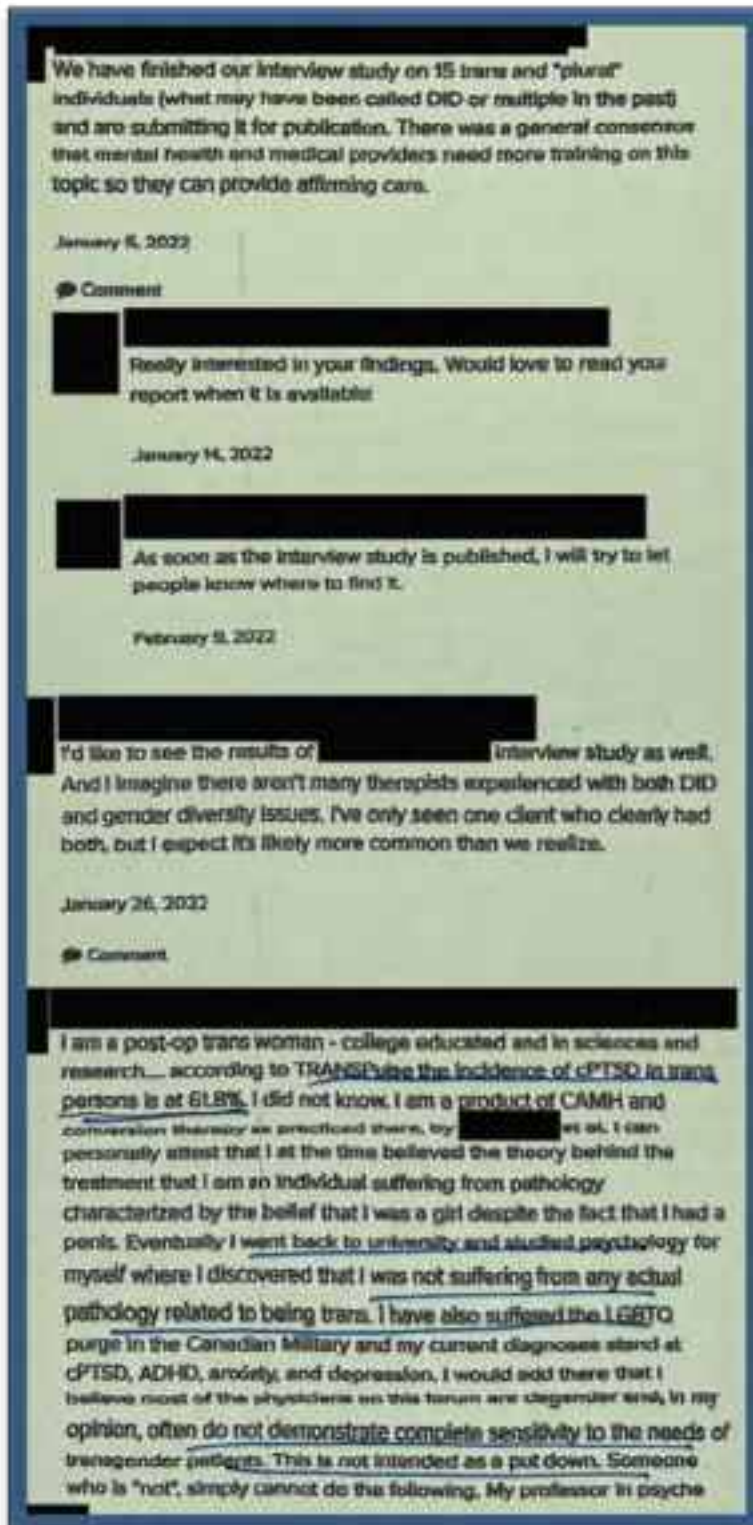 We have finished our interview study on 15 trans and "plural"
individuals (what may have been called DID or multiple in the past)
and are submitting it for publication. There was a general consensus
that mental health and medical providers need more training on this
topic so they can provide affirming care.
January 5, 2022
Comment
Really interested in your findings. Would love to read your
report when it is available!
January 14, 2022
As soon as the interview study is published, I will try to let
people know where to find it.
February 9, 2022
I'd like to see the results of interview study as well.
And I imagine there aren't many therapists experienced with both DID
and gender diversity issues. I've only seen one client who clearly had
both, but I expect it's likely more common than we realize.
January 26, 2022
Comment
I am a post-op trans woman - college educated and in sciences and
research.... according to TRANSPulse the incidence of cPTSD in trans
persons is at 61.8%. I did not know. I am a product of CAMH and
conversion therapy as practiced there, by et al. I can
personally attest that I at the time believed the theory behind the
treatment that I am an individual suffering from pathology
characterized by the belief that I was a girl despite the fact that I had a
penis. Eventually I went back to university and studied psychology for
myself where I discovered that I was not suffering from any actual
pathology related to being trans. I have also suffered the LGBTQ
purge in the Canadian Military and my current diagnoses stand at
cPTSD, ADHD, anxiety, and depression. I would add there that I
believe most of the physicians on this forum are cisgender and, in my
opinion, often do not demonstrate complete sensitivity to the needs of
transgender patients. This is not intended as a put down. Someone
who is "not", simply cannot do the following. My professor in psyche